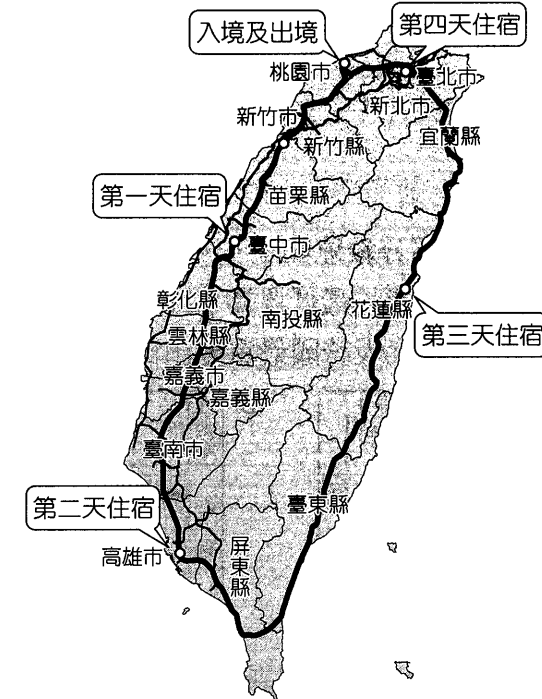 入境及出境
第四天住宿
桃園市
臺北市
新北市
新竹市
宜蘭縣
新竹縣
第一天住宿
苗栗縣
臺中市
彰化縣
花蓮縣
南投縣
雲林縣
第三天住宿
嘉義市
嘉義縣
臺南市
第二天住宿
臺東縣
高雄市
屏東縣